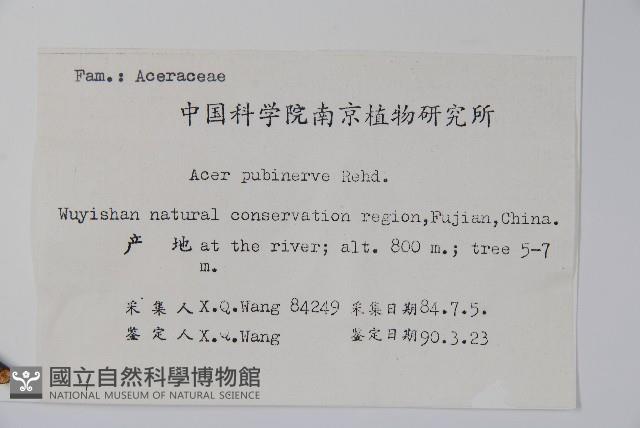 Fam.: Aceraceae
中国科学院南京植物研究所
Acer pubinerve Rehd.
Wuyishan natural conservation region,Fujian,China.
产 地 at the river; alt. 800 m.; tree 5-7
m.
采 集 人 X.Q.Wang 84249 采集日期 84.7.5.
鉴 定 人 X.Q.Wang 鉴定日期 90.3.23
國立自然科學博物館
NATIONAL MUSEUM OF NATURAL SCIENCE